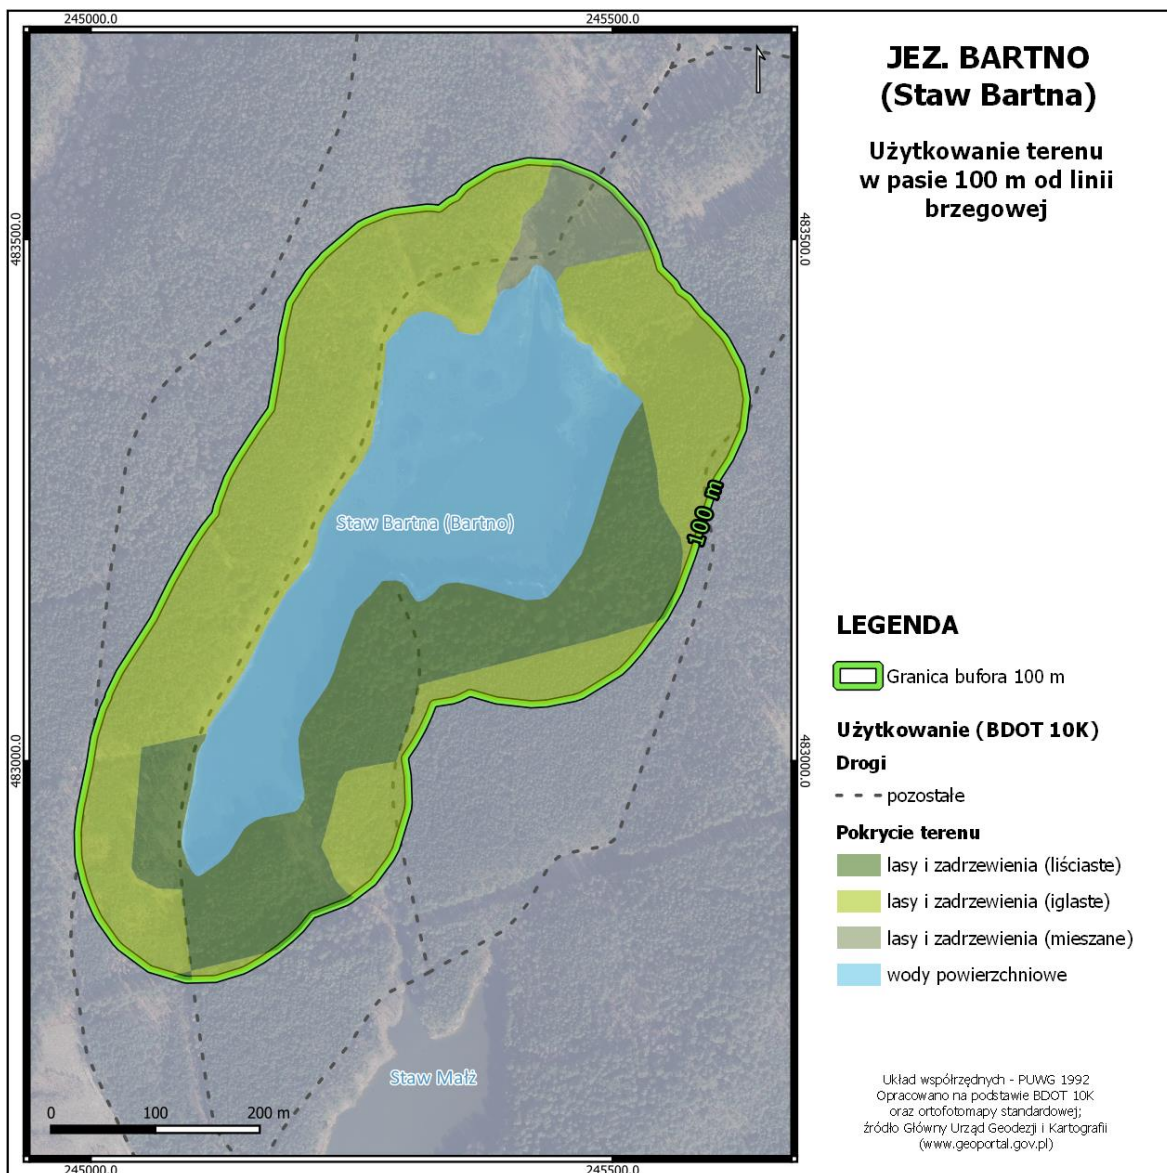 245000.0
245500.0
483500.0
483500.0
483000.0
483000.0
245000.0
245500.0
100 m
Staw Bartna (Bartno)
Staw Małż
0 100 200 m
JEZ. BARTNO
(Staw Bartna)
Użytkowanie terenu
w pasie 100 m od linii
brzegowej
LEGENDA
Granica bufora 100 m
Użytkowanie (BDOT 10K)
Drogi
pozostałe
Pokrycie terenu
lasy i zadrzewienia (liściaste)
lasy i zadrzewienia (iglaste)
lasy i zadrzewienia (mieszane)
wody powierzchniowe
Układ współrzędnych - PUWG 1992
Opracowano na podstawie BDOT 10K
oraz ortofotomapy standardowej;
źródło Główny Urząd Geodezji i Kartografii
(www.geoportal.gov.pl)